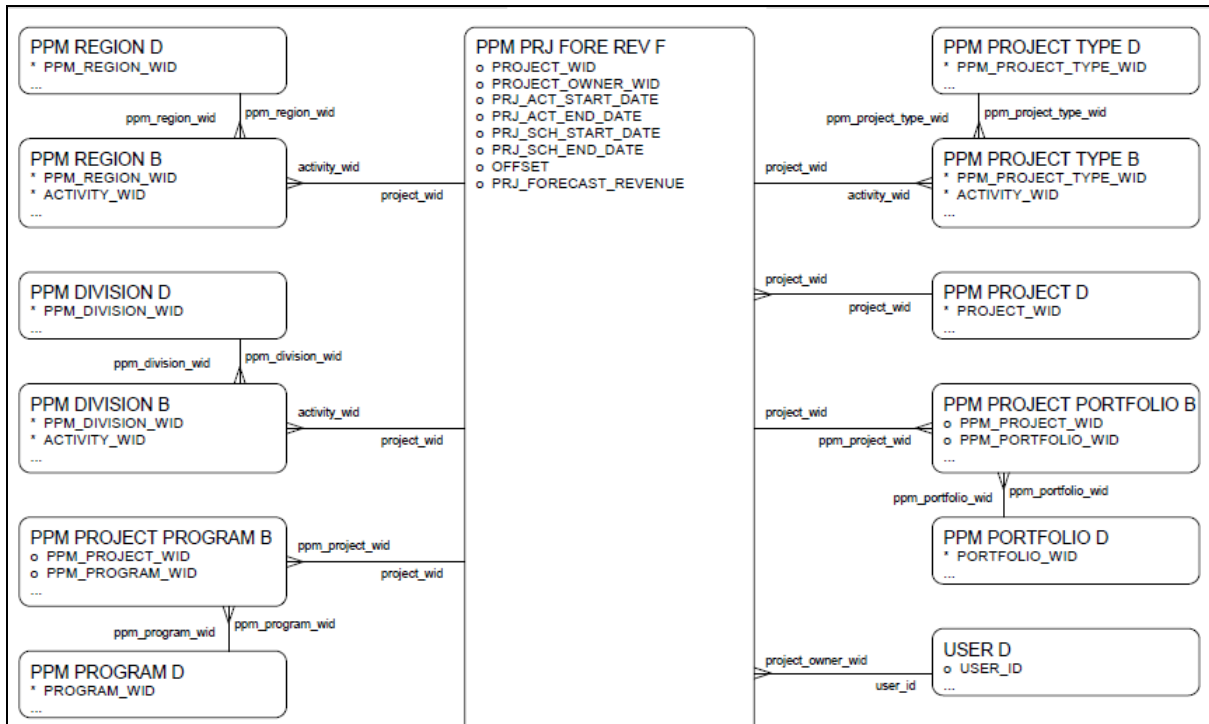 PPM REGION D
* PPM_REGION_WID
...
ppm_region_wid
ppm_region_wid
PPM REGION B
* PPM_REGION_WID
* ACTIVITY_WID
...
activity_wid
project_wid
PPM DIVISION D
* PPM_DIVISION_WID
...
ppm_division_wid
ppm_division_wid
PPM DIVISION B
* PPM_DIVISION_WID
* ACTIVITY_WID
...
activity_wid
project_wid
PPM PROJECT PROGRAM B
o PPM_PROJECT_WID
o PPM_PROGRAM_WID
...
ppm_project_wid
project_wid
ppm_program_wid
ppm_program_wid
PPM PROGRAM D
* PROGRAM_WID
...
PPM PRJ FORE REV F
o PROJECT_WID
o PROJECT_OWNER_WID
o PRJ_ACT_START_DATE
o PRJ_ACT_END_DATE
o PRJ_SCH_START_DATE
o PRJ_SCH_END_DATE
o OFFSET
o PRJ_FORECAST_REVENUE
PPM PROJECT TYPE D
* PPM_PROJECT_TYPE_WID
...
ppm_project_type_wid
ppm_project_type_wid
PPM PROJECT TYPE B
* PPM_PROJECT_TYPE_WID
* ACTIVITY_WID
...
project_wid
activity_wid
project_wid
project_wid
PPM PROJECT D
* PROJECT_WID
...
project_wid
ppm_project_wid
PPM PROJECT PORTFOLIO B
o PPM_PROJECT_WID
o PPM_PORTFOLIO_WID
...
ppm_portfolio_wid
ppm_portfolio_wid
PPM PORTFOLIO D
* PORTFOLIO_WID
...
project_owner_wid
user_id
USER D
o USER_ID
...